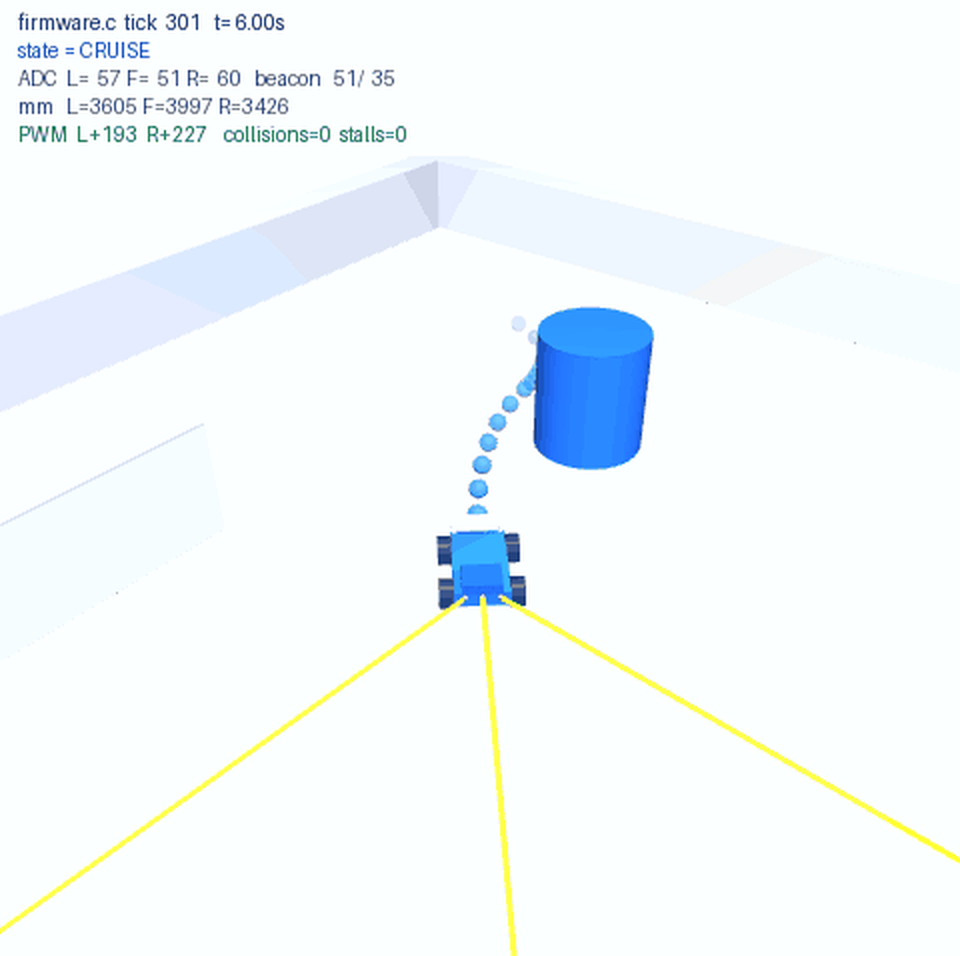 firmware.c tick 301 t=6.00s
state = CRUISE
ADC L= 57 F= 51 R= 60 beacon 51/ 35
mm L=3605 F=3997 R=3426
PWM L+193 R+227 collisions=0 stalls=0